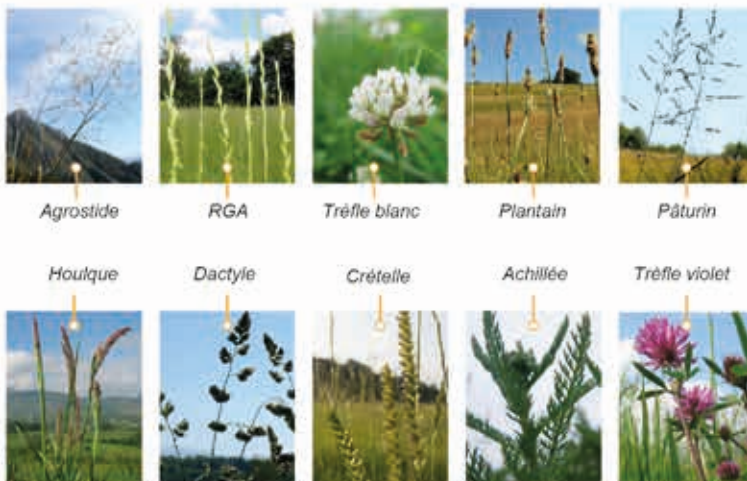 Agrostide
RGA
Trèfle blanc
Plantain
Pâturin
Houlque
Dactyle
Crételle
Achillée
Trèfle violet